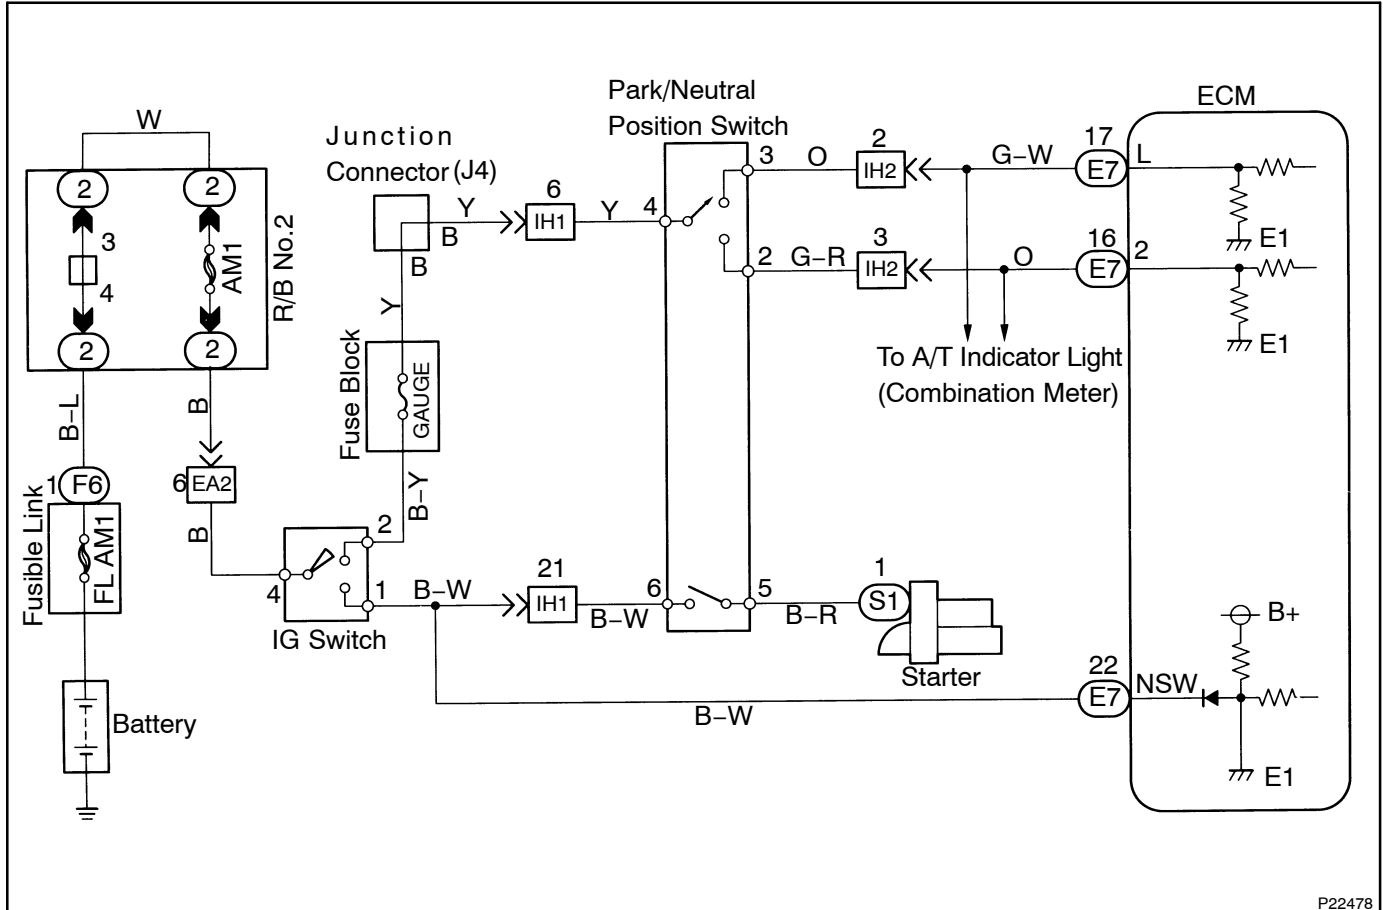 W
2
2
3
4
AM1
R/B No.2
2
2
B–L
B
1
F6
6
EA2
B
Fusible Link
FL AM1
Battery
Junction
Connector (J4)
Y
B
B
6
IH1
Y
Y
Fuse Block
GAUGE
B–Y
2
4
1
IG Switch
B–W
21
IH1
B–W
Park/Neutral
Position Switch
4
3
O
2
IH2
G–W
17
E7
L
2
G–R
3
IH2
O
16
E7
2
To A/T Indicator Light
(Combination Meter)
6
5
B–R
1
S1
Starter
B–W
22
E7
NSW
ECM
E1
E1
B+
E1
P22478